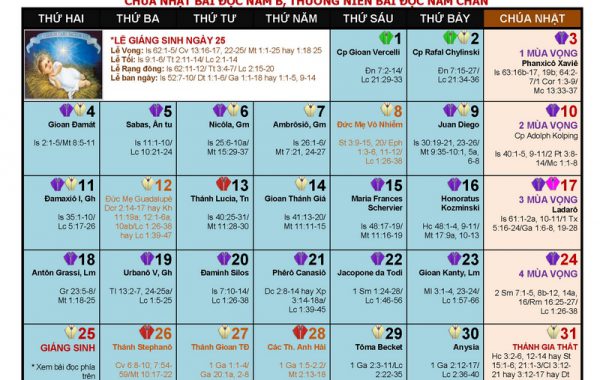 CHÚA NHẬT BÀI ĐỌC NĂM B, THƯỜNG NIÊN BÀI ĐỌC NĂM CHẴN
THỨ HAI THỨ BA THỨ TƯ THỨ NĂM THỨ SÁU THỨ BẢY CHÚA NHẬT
*LỄ GIÁNG SINH NGÀY 25
Lễ Vọng: Is 62:1-5/ Cv 13:16-17, 22-25/ Mt 1:1-25 hay 1:18 25
Lễ Tối: Is 9:1-6/ Tt 2:11-14/ Lc 2:1-14
Lễ Rạng đông: Is 62:11-12/ Tt 3:4-7/ Lc 2:15-20
Lễ ban ngày: Is 52:7-10/ Dt 1:1-6/ Ga 1:1-18 hay 1:1-5, 9-14
1
Cp Gioan Vercelli
Đn 7:2-14/
Lc 21:29-33
2
Cp Rafal Chylinski
Đn 7:15-27/
Lc 21:34-36
3
1 MÙA VỌNG
Phanxicô Xaviê
Is 63:16b-17, 19b; 64:2-
7/1 Cor 1:3-9/
Mc 13:33-37
4
Gioan Đamát
Is 2:1-5/Mt 8:5-11
5
Sabas, Ẩn tu
Is 11:1-10/
Lc 10:21-24
6
Nicôla, Gm
Is 25:6-10a/
Mt 15:29-37
7
Ambrôsiô, Gm
Is 26:1-6/
Mt 7:21, 24-27
8
Đức Mẹ Vô Nhiễm
St 3:9-15, 20/ Eph
1:3-6, 11-12/
Lc 1:26-38
9
Juan Diego
Is 30:19-21, 23-26/
Mt 9:35-10:1, 5a,
6-8
10
2 MÙA VỌNG
Cp Adolph Kolping
Is 40:1-5, 9-11/2 Pt 3:8-
14/Mc 1:1-8
11
Đamaxiô I, Gh
Is 35:1-10/
Lc 5:17-26
12
Đức Mẹ Guadalupê
Dcr 2:14-17 hay Kh
11:19a; 12:1-6a,
10ab/Lc 1:26-38
hay Lc 1:39-47
13
Thánh Lucia, Tn
Is 40:25-31/
Mt 11:28-30
14
Gioan Thánh Giá
Is 41:13-20/
Mt 11:11-15
15
Maria Frances
Schervier
Is 48:17-19/
Mt 11:16-19
16
Honoratus
Kozminski
Hc 48:1-4, 9-11/
Mt 17:9a, 10-13
17
3 MÙA VỌNG
Ladarô
Is 61:1-2a, 10-11/1 Tx
5:16-24/Ga 1:6-8, 19-28
18
Antôn Grassi, Lm
Gr 23:5-8/
Mt 1:18-25
19
Urbanô V, Gh
Tl 13:2-7, 24-25a/
Lc 1:5-25
20
Đaminh Silos
Is 7:10-14/
Lc 1:26-38
21
Phêrô Canasiô
Dc 2:8-14 hay Xp
3:14-18a/
Lc 1:39-45
22
Jacopone da Todi
1 Sm 1:24-28/
Lc 1:46-56
23
Gioan Kanty, Lm
Ml 3:1-4, 23-24/
Lc 1:57-66
24
4 MÙA VỌNG
2 Sm 7:1-5, 8b-12, 14a,
16/Rm 16:25-27/
Lc 1:26-38
25
GIÁNG SINH
* Xem bài đọc phía
trên
26
Thánh Stephanô
Cv 6:8-10, 7:54-
59/Mt 10:17-22
27
Thánh Gioan TĐ
1 Ga 1:1-4/
Ga 20:1a, 2-8
28
Các Th. Anh Hài
1 Ga 1:5-2:2/
Mt 2:13-18
29
Tôma Becket
1 Ga 2:3-11/
Lc 2:22-35
30
Anysia
1 Ga 2:12-17/
Lc 2:36-40
31
THÁNH GIA THẤT
Hc 3:2-6, 12-14 hay St
15:1-6; 21:1-3/Cl 3:12-21
hay 3:12-17 hay Dt